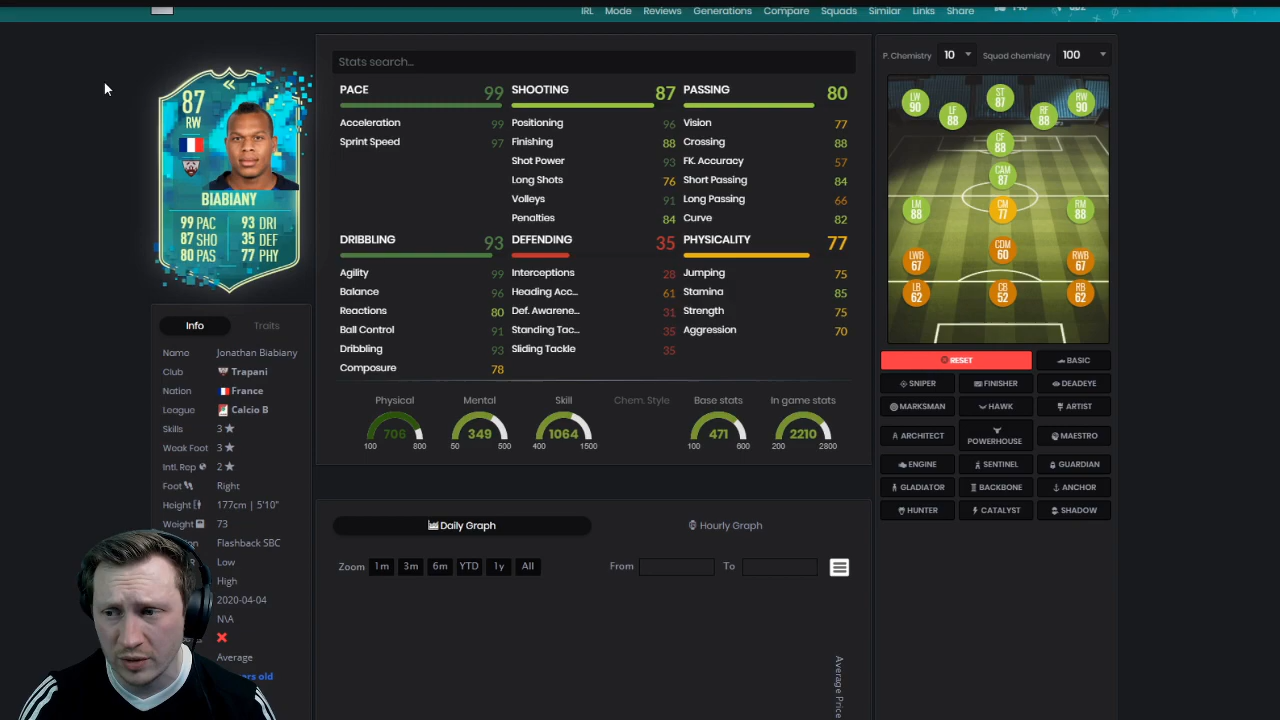 IRL Mode Reviews Generations Compare Squads Similar Links Share
87
RW
BIABIANY
99 PAC 93 DRI
87 SHO 35 DEF
80 PAS 77 PHY
Info Traits
Name Jonathan Biabiany
Club Trapani
Nation France
League Calcio B
Skills 3
Weak Foot 3
Intl. Rep 2
Foot Right
Height 177cm | 5'10"
Weight 73
Flashback SBC
Low
High
2020-04-04
N\A
Average
old
Stats search...
PACE 99
Acceleration 99
Sprint Speed 97
SHOOTING 87
Positioning 96
Finishing 88
Shot Power 93
Long Shots 76
Volleys 91
Penalties 84
PASSING 80
Vision 77
Crossing 88
FK. Accuracy 57
Short Passing 84
Long Passing 66
Curve 82
DRIBBLING 93
Agility 99
Balance 96
Reactions 80
Ball Control 91
Dribbling 93
Composure 78
DEFENDING 35
Interceptions 28
Heading Acc... 61
Def. Awarene... 31
Standing Tac... 35
Sliding Tackle 35
PHYSICALITY 77
Jumping 75
Stamina 85
Strength 75
Aggression 70
Physical Mental Skill Chem. Style Base stats In game stats
706 349 1064 471 2210
100 800 50 500 400 1500 100 600 200 2800
Daily Graph Hourly Graph
Zoom 1m 3m 6m YTD 1y All From To
Average Price
P. Chemistry 10 Squad chemistry 100
LW
90
LF
88
ST
87
RF
88
RW
90
CF
88
CAM
87
LM
88
CM
77
RM
88
LWB
67
CDM
60
RWB
67
LB
62
CB
52
RB
62
RESET BASIC
SNIPER FINISHER DEADEYE
MARKSMAN HAWK ARTIST
ARCHITECT POWERHOUSE MAESTRO
ENGINE SENTINEL GUARDIAN
GLADIATOR BACKBONE ANCHOR
HUNTER CATALYST SHADOW